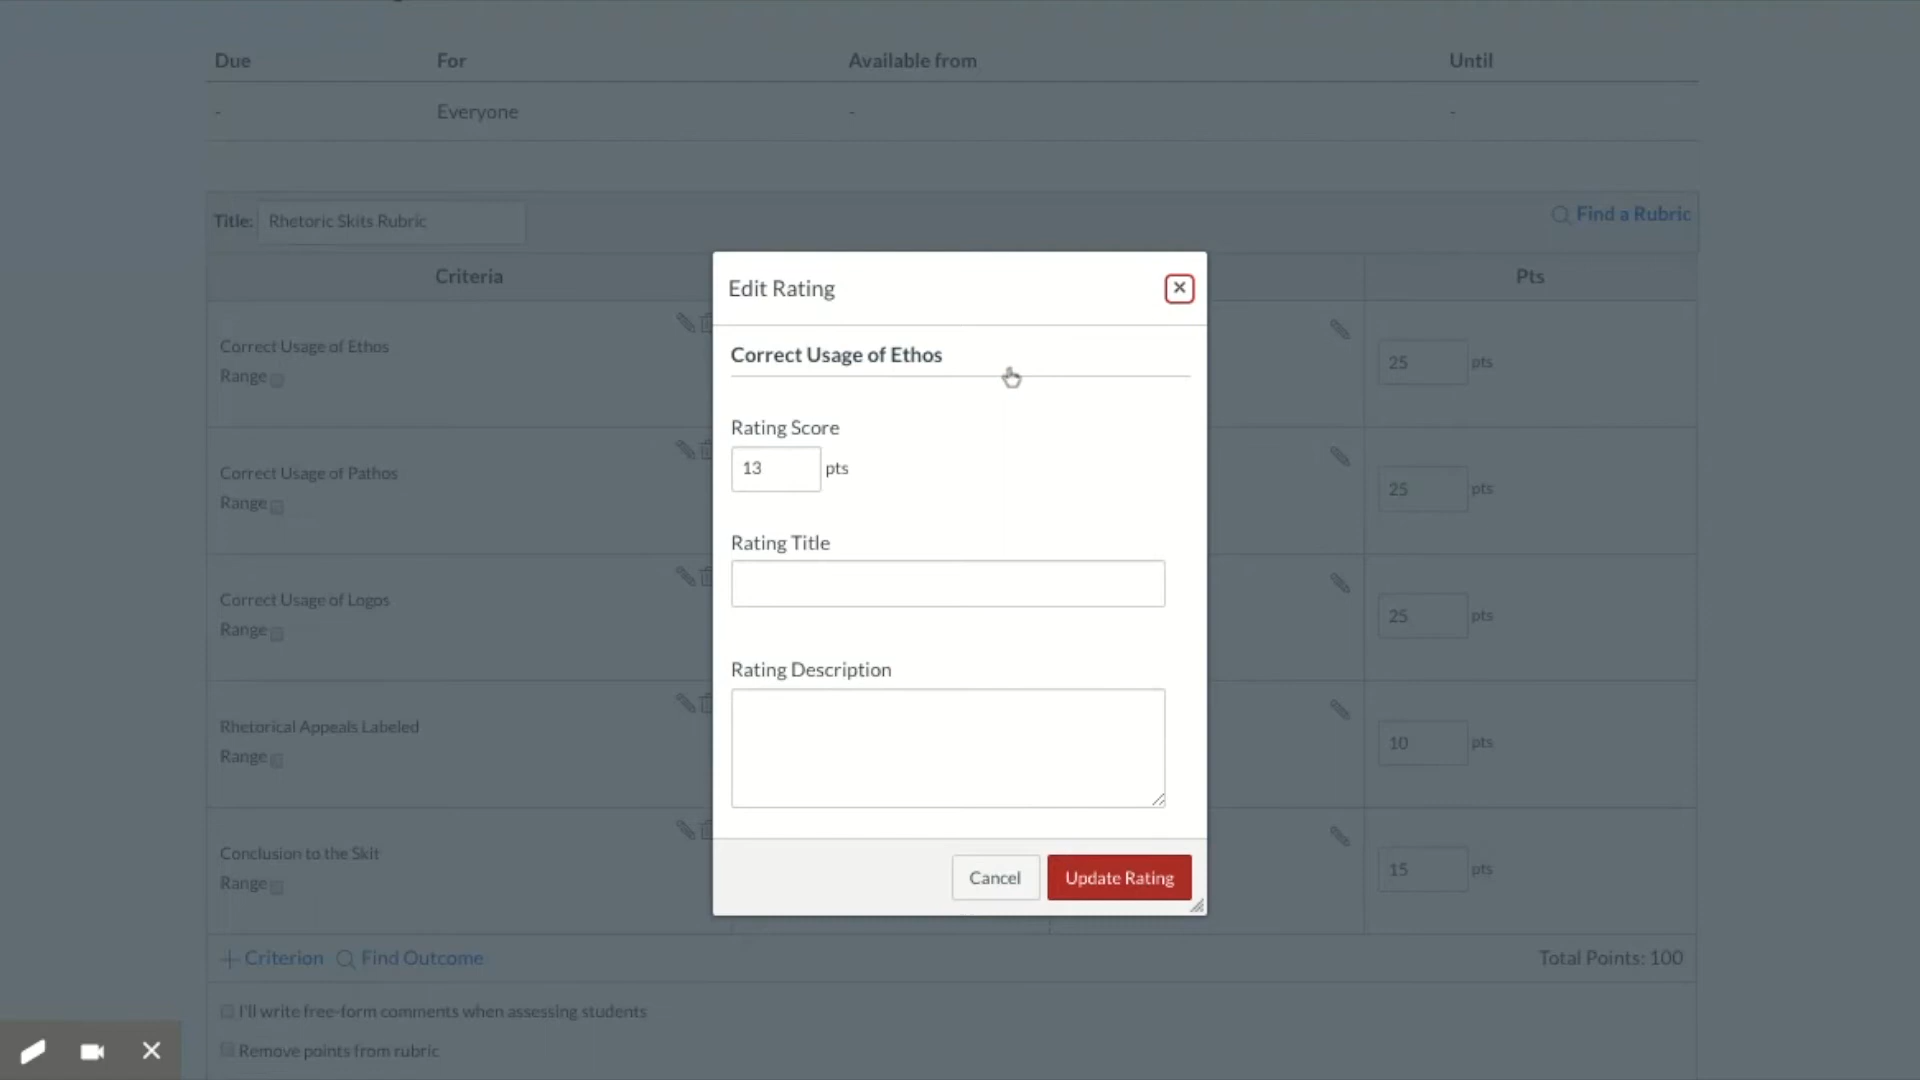 Due For Available from Until
- Everyone - -
Title: Rhetoric Skits Rubric Find a Rubric
Criteria Pts
Edit Rating
Correct Usage of Ethos
Range
25 pts
Correct Usage of Ethos
Rating Score
13 pts
Correct Usage of Pathos
Range
25 pts
Rating Title
Correct Usage of Logos
Range
25 pts
Rating Description
Rhetorical Appeals Labeled
Range
10 pts
Conclusion to the Skit
Range
15 pts
Cancel Update Rating
Criterion Find Outcome Total Points: 100
I'll write free-form comments when assessing students
Remove points from rubric